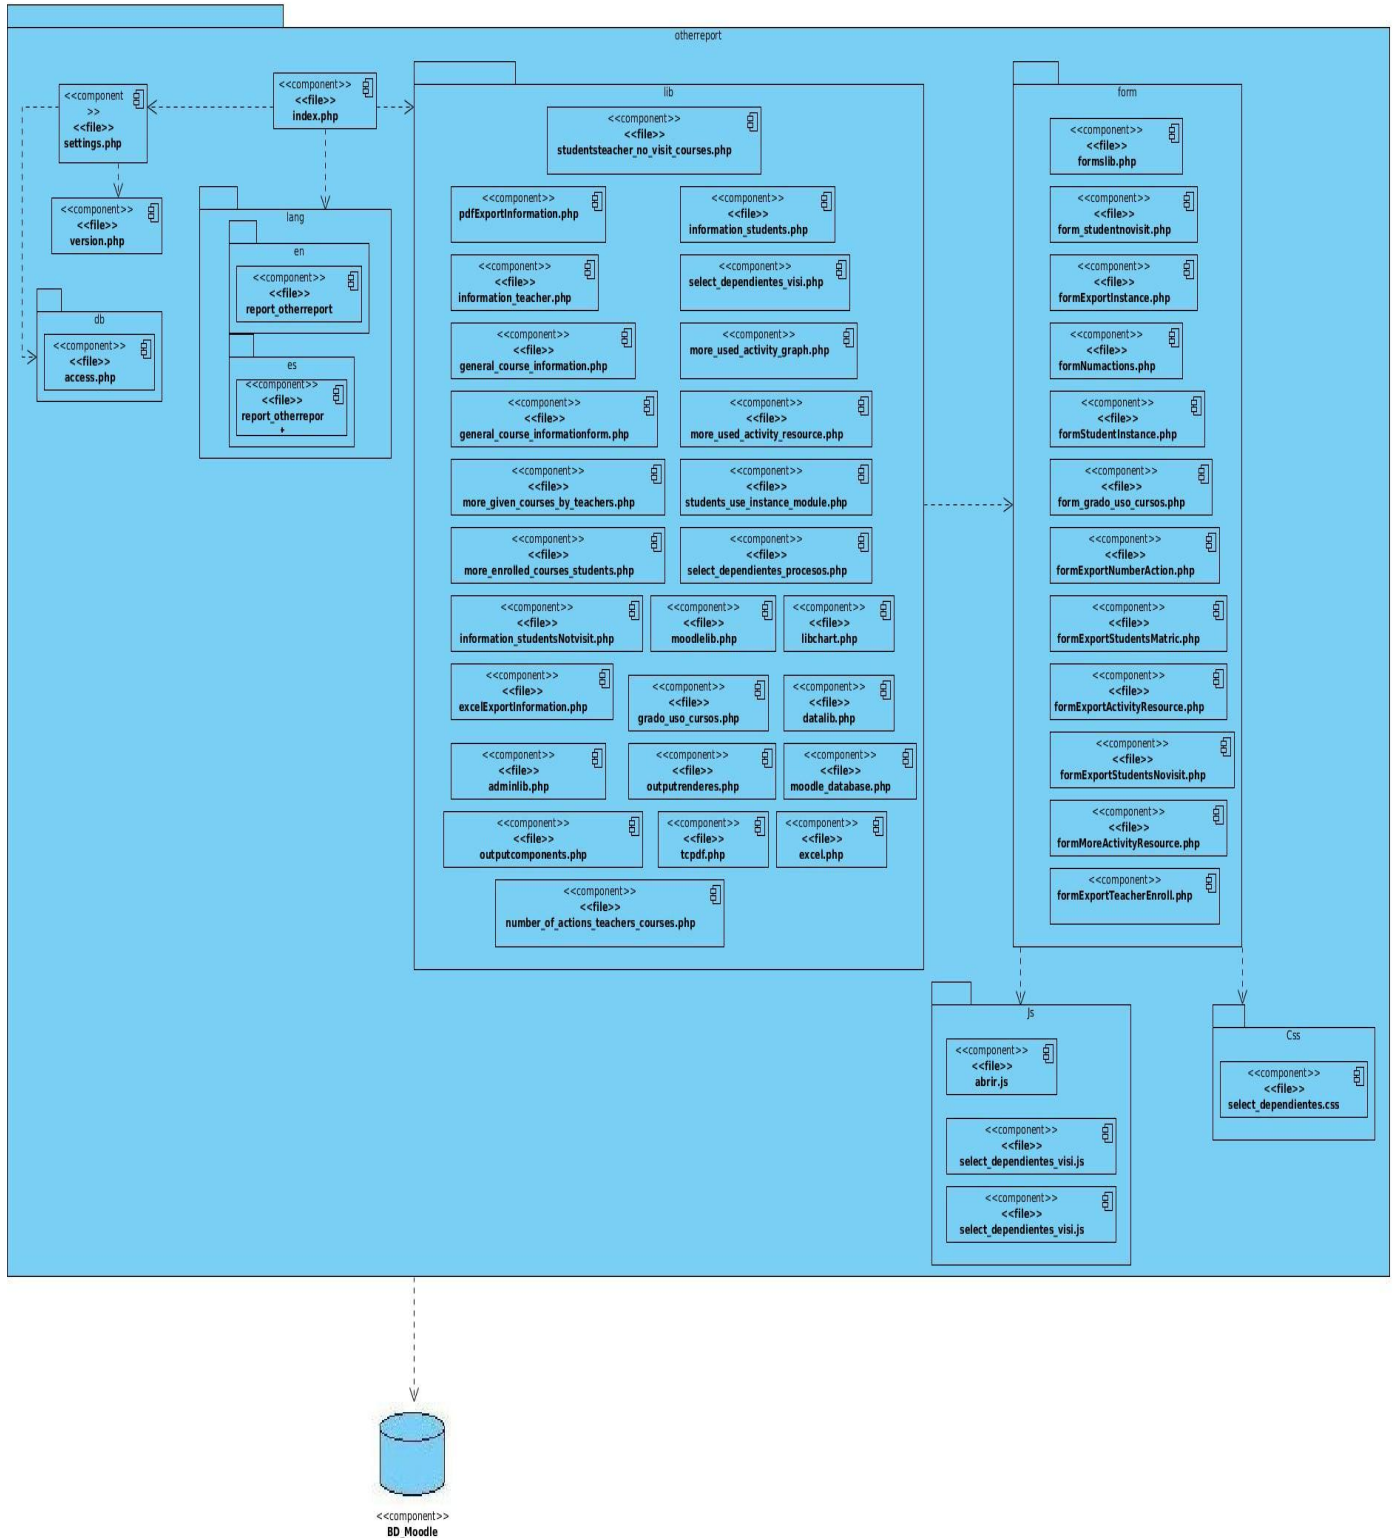 otherreport
<<component
>>
<<file>>
settings.php
<<component>>
<<file>>
index.php
<<component>>
<<file>>
version.php
db
<<component>>
<<file>>
access.php
lang
en
<<component>>
<<file>>
report_otherreport
es
<<component>>
<<file>>
report_otherrepor
lib
<<component>>
<<file>>
studentsteacher_no_visit_courses.php
<<component>>
<<file>>
pdfExportInformation.php
<<component>>
<<file>>
information_students.php
<<component>>
<<file>>
information_teacher.php
<<component>>
<<file>>
select_dependientes_visi.php
<<component>>
<<file>>
general_course_information.php
<<component>>
<<file>>
more_used_activity_graph.php
<<component>>
<<file>>
general_course_informationform.php
<<component>>
<<file>>
more_used_activity_resource.php
<<component>>
<<file>>
more_given_courses_by_teachers.php
<<component>>
<<file>>
students_use_instance_module.php
<<component>>
<<file>>
more_enrolled_courses_students.php
<<component>>
<<file>>
select_dependientes_procesos.php
<<component>>
<<file>>
information_studentsNotvisit.php
<<component>>
<<file>>
moodlelib.php
<<component>>
<<file>>
libchart.php
<<component>>
<<file>>
excelExportInformation.php
<<component>>
<<file>>
grado_uso_cursos.php
<<component>>
<<file>>
datalib.php
<<component>>
<<file>>
adminlib.php
<<component>>
<<file>>
outputrenderes.php
<<component>>
<<file>>
moodle_database.php
<<component>>
<<file>>
outputcomponents.php
<<component>>
<<file>>
tcpdf.php
<<component>>
<<file>>
excel.php
<<component>>
<<file>>
number_of_actions_teachers_courses.php
form
<<component>>
<<file>>
formslib.php
<<component>>
<<file>>
form_studentnovisit.php
<<component>>
<<file>>
formExportInstance.php
<<component>>
<<file>>
formNumactions.php
<<component>>
<<file>>
formStudentInstance.php
<<component>>
<<file>>
form_grado_uso_cursos.php
<<component>>
<<file>>
formExportNumberAction.php
<<component>>
<<file>>
formExportStudentsMatric.php
<<component>>
<<file>>
formExportActivityResource.php
<<component>>
<<file>>
formExportStudentsNovisit.php
<<component>>
<<file>>
formMoreActivityResource.php
<<component>>
<<file>>
formExportTeacherEnroll.php
Js
<<component>>
<<file>>
abrir.js
<<component>>
<<file>>
select_dependientes_visi.js
<<component>>
<<file>>
select_dependientes_visi.js
Css
<<component>>
<<file>>
select_dependientes.css
<<component>>
BD_Moodle